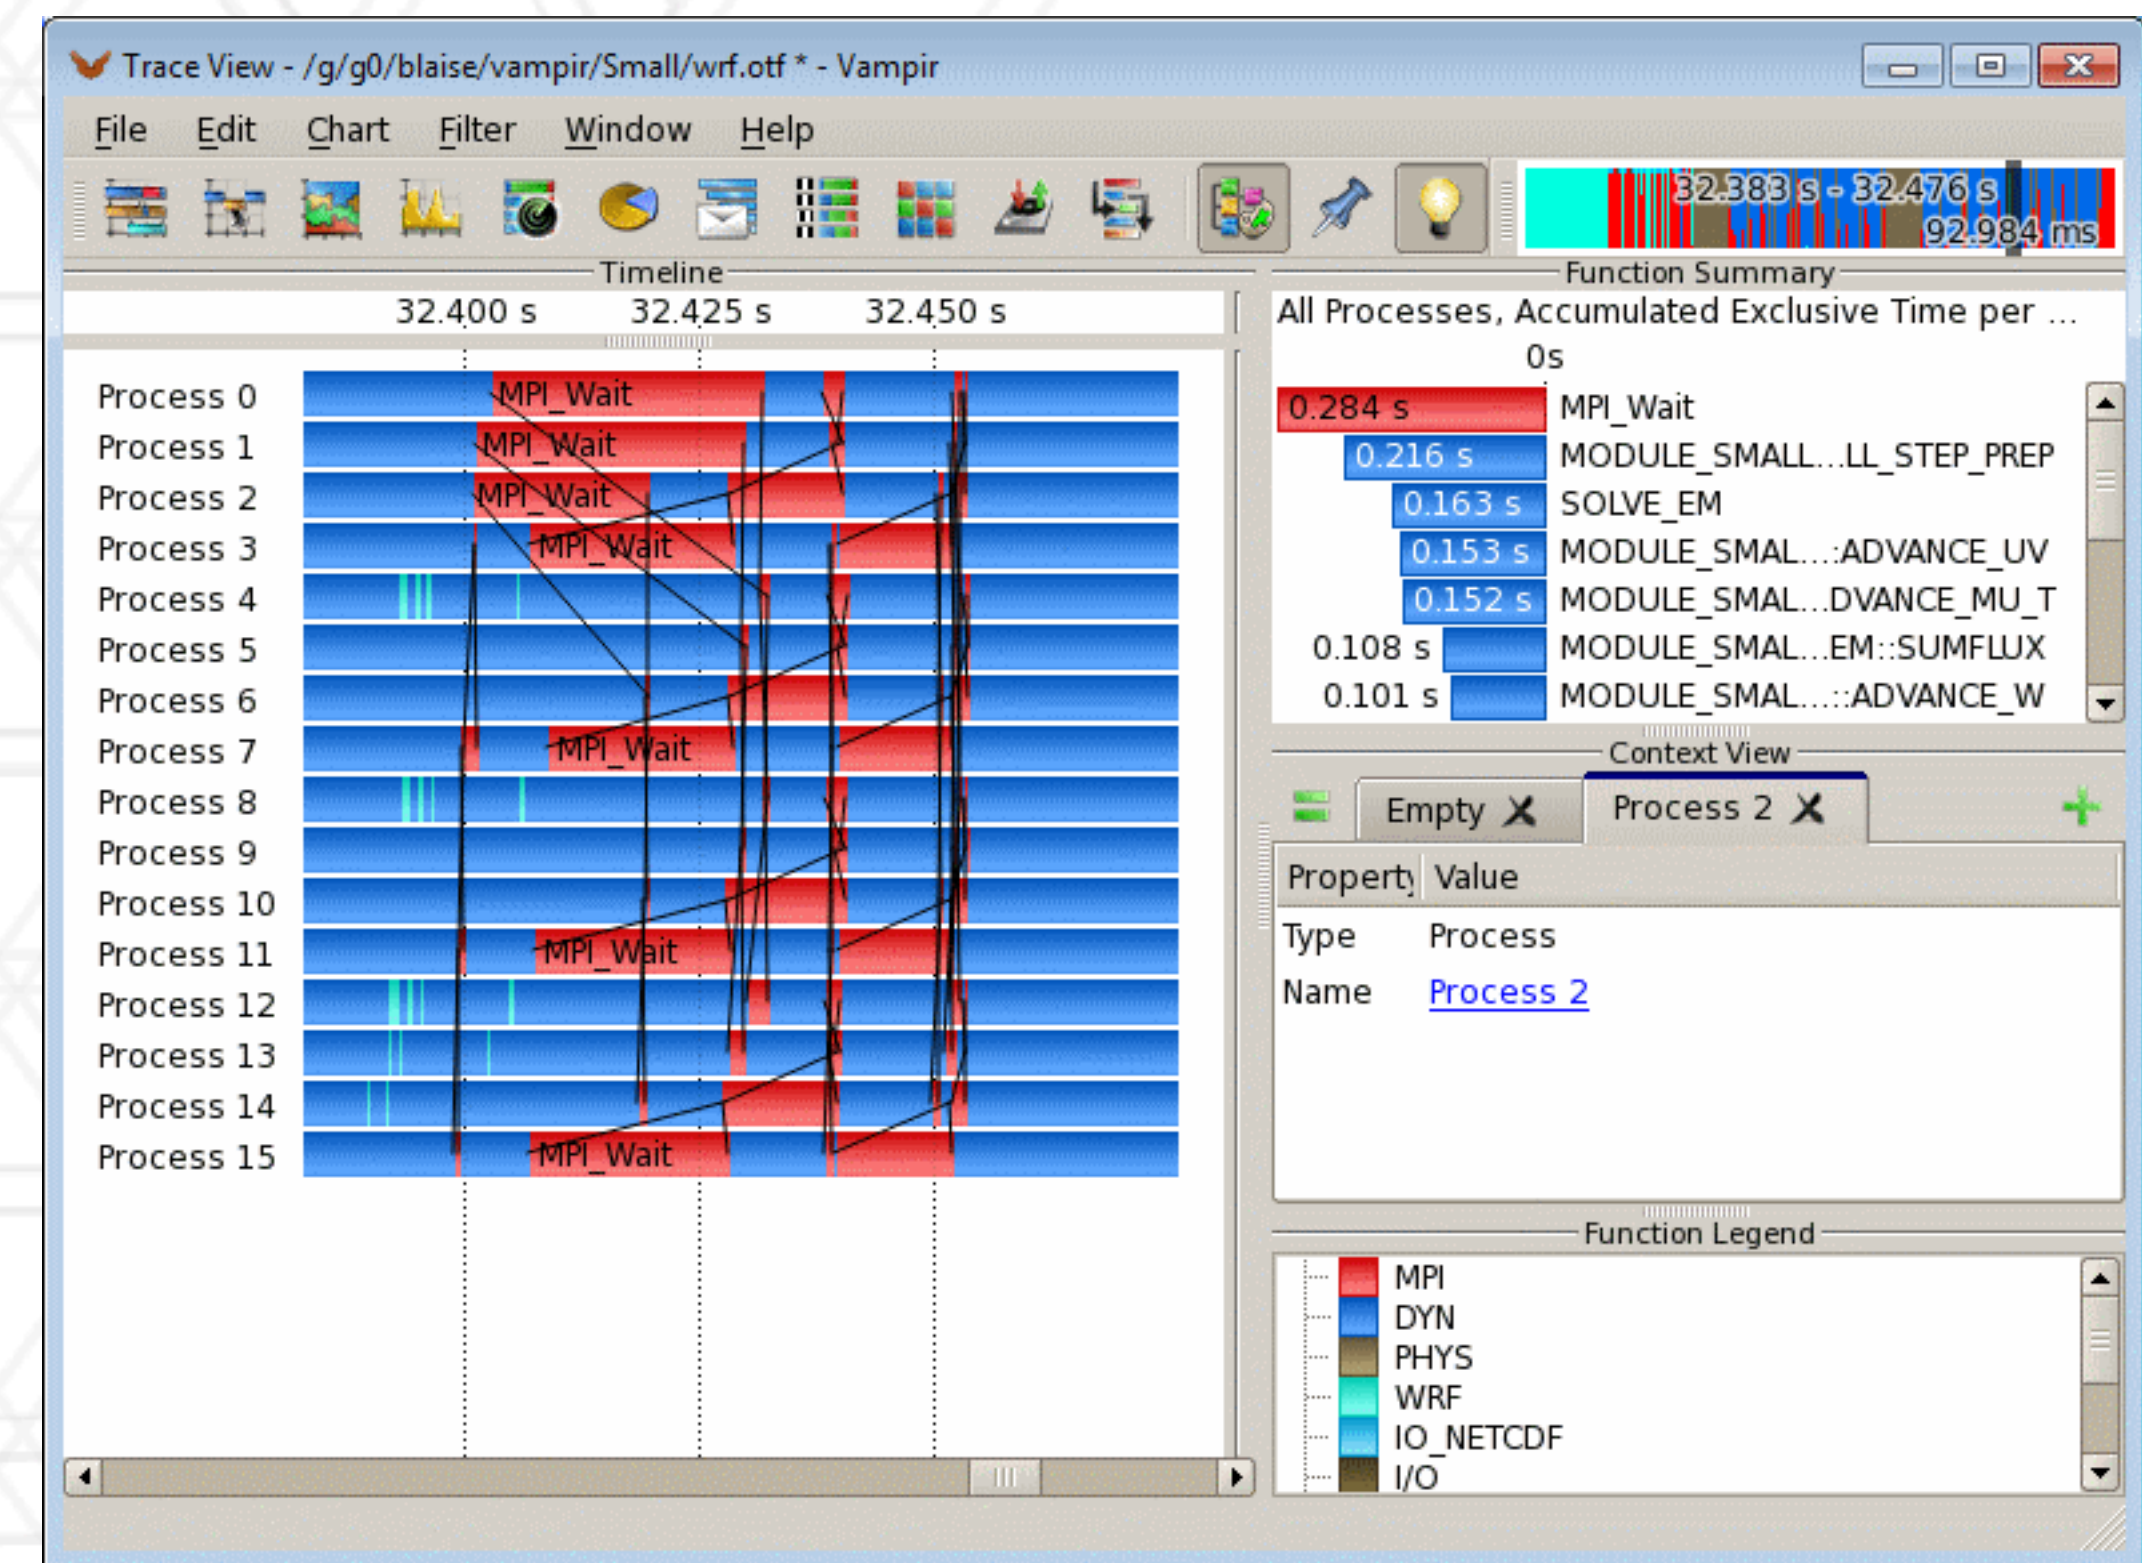 Trace View - /g/g0/blaise/vampir/Small/wrf.otf * - Vampir
File Edit Chart Filter Window Help
32.383 s - 32.476 s
92.984 ms
Timeline
32.400 s 32.425 s 32.450 s
Process 0 MPI_Wait
Process 1 MPI_Wait
Process 2 MPI_Wait
Process 3 MPI_Wait
Process 4
Process 5
Process 6
Process 7 MPI_Wait
Process 8
Process 9
Process 10
Process 11 MPI_Wait
Process 12
Process 13
Process 14
Process 15 MPI_Wait
Function Summary
All Processes, Accumulated Exclusive Time per ...
0s
0.284 s MPI_Wait
0.216 s MODULE_SMALL...LL_STEP_PREP
0.163 s SOLVE_EM
0.153 s MODULE_SMAL...:ADVANCE_UV
0.152 s MODULE_SMAL...DVANCE_MU_T
0.108 s MODULE_SMAL...EM::SUMFLUX
0.101 s MODULE_SMAL...::ADVANCE_W
Context View
Empty Process 2
Property Value
Type Process
Name Process 2
Function Legend
MPI
DYN
PHYS
WRF
IO_NETCDF
I/O